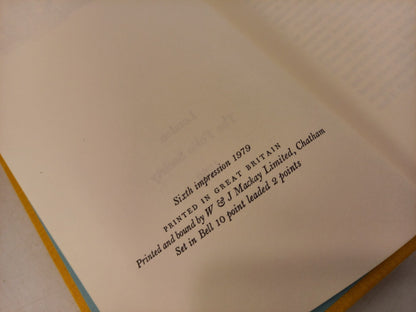 Sixth impression 1979
PRINTED IN GREAT BRITAIN
Printed and bound by W & J Mackay Limited, Chatham
Set in Bell 10 point leaded 2 points